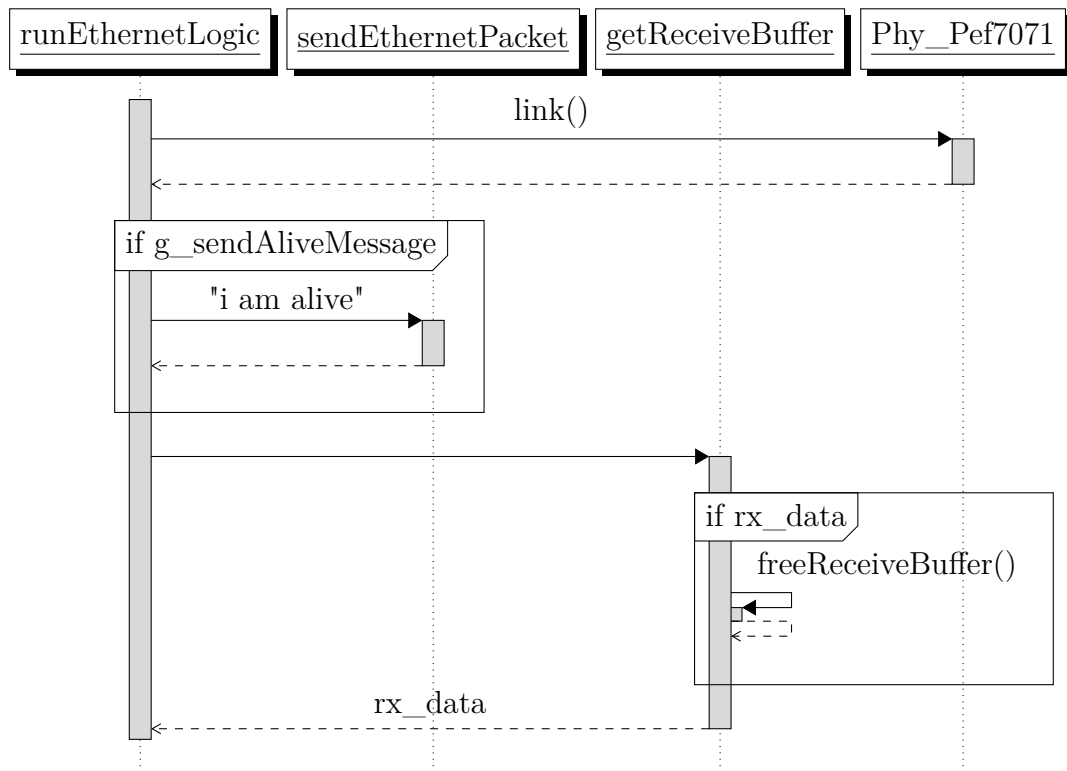 runEthernetLogic
sendEthernetPacket
getReceiveBuffer
Phy_Pef7071
link()
if g_sendAliveMessage
"i am alive"
if rx_data
freeReceiveBuffer()
rx_data